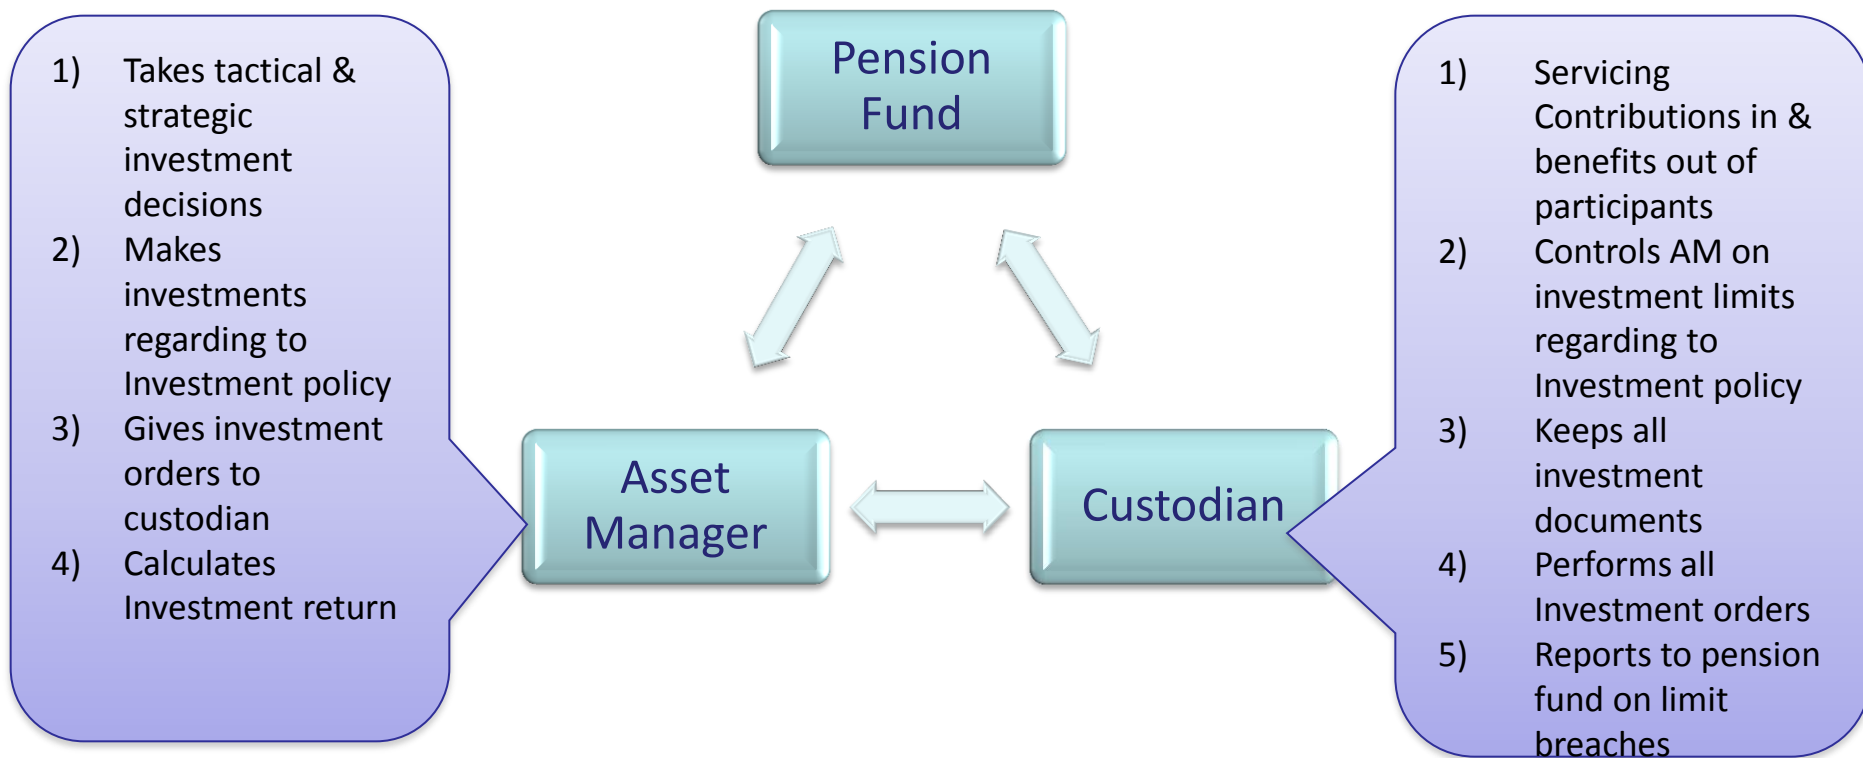 1) Takes tactical &
strategic
investment
decisions
2) Makes
investments
regarding to
Investment policy
3) Gives investment
orders to
custodian
4) Calculates
Investment return
Pension
Fund
Asset
Manager
Custodian
1) Servicing
Contributions in &
benefits out of
participants
2) Controls AM on
investment limits
regarding to
Investment policy
3) Keeps all
investment
documents
4) Performs all
Investment orders
5) Reports to pension
fund on limit
breaches